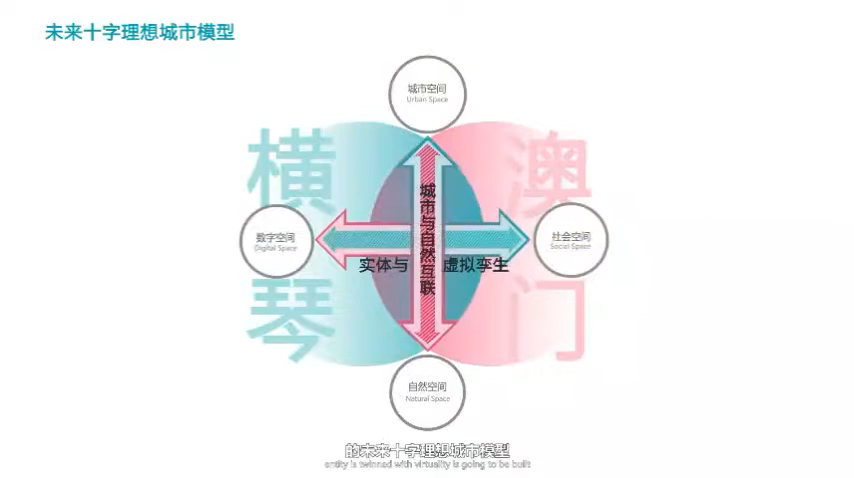 未来十字理想城市模型
城市空间
Urban Space
横琴
澳门
城市与自然互联
数字空间
Digital Space
社会空间
Social Space
实体与 虚拟孪生
自然空间
Natural Space
的未来十字理想城市模型
entity is twinned with virtuality is going to be built